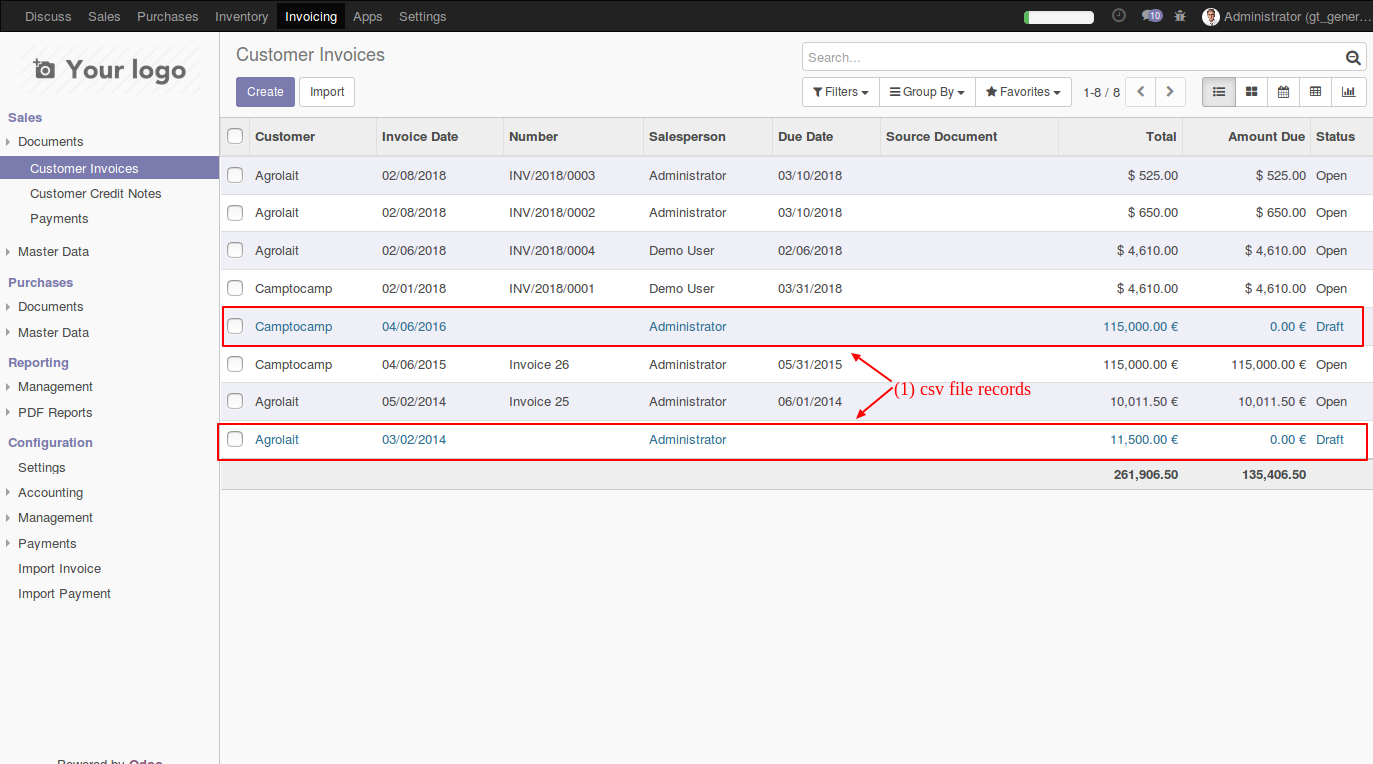 Discuss Sales Purchases Inventory Invoicing Apps Settings 10 Administrator (gt_gener...
Your logo
Sales
Documents
Customer Invoices
Customer Credit Notes
Payments
Master Data
Purchases
Documents
Master Data
Reporting
Management
PDF Reports
Configuration
Settings
Accounting
Management
Payments
Import Invoice
Import Payment
Powered by Odoo
Customer Invoices
Search...
Create Import
Filters Group By Favorites 1-8 / 8
Customer Invoice Date Number Salesperson Due Date Source Document Total Amount Due Status
Agrolait 02/08/2018 INV/2018/0003 Administrator 03/10/2018 $ 525.00 $ 525.00 Open
Agrolait 02/08/2018 INV/2018/0002 Administrator 03/10/2018 $ 650.00 $ 650.00 Open
Agrolait 02/06/2018 INV/2018/0004 Demo User 02/06/2018 $ 4,610.00 $ 4,610.00 Open
Camptocamp 02/01/2018 INV/2018/0001 Demo User 03/31/2018 $ 4,610.00 $ 4,610.00 Open
Camptocamp 04/06/2016 Administrator 115,000.00 € 0.00 € Draft
Camptocamp 04/06/2015 Invoice 26 Administrator 05/31/2015 115,000.00 € 115,000.00 € Open
(1) csv file records
Agrolait 05/02/2014 Invoice 25 Administrator 06/01/2014 10,011.50 € 10,011.50 € Open
Agrolait 03/02/2014 Administrator 11,500.00 € 0.00 € Draft
261,906.50 135,406.50